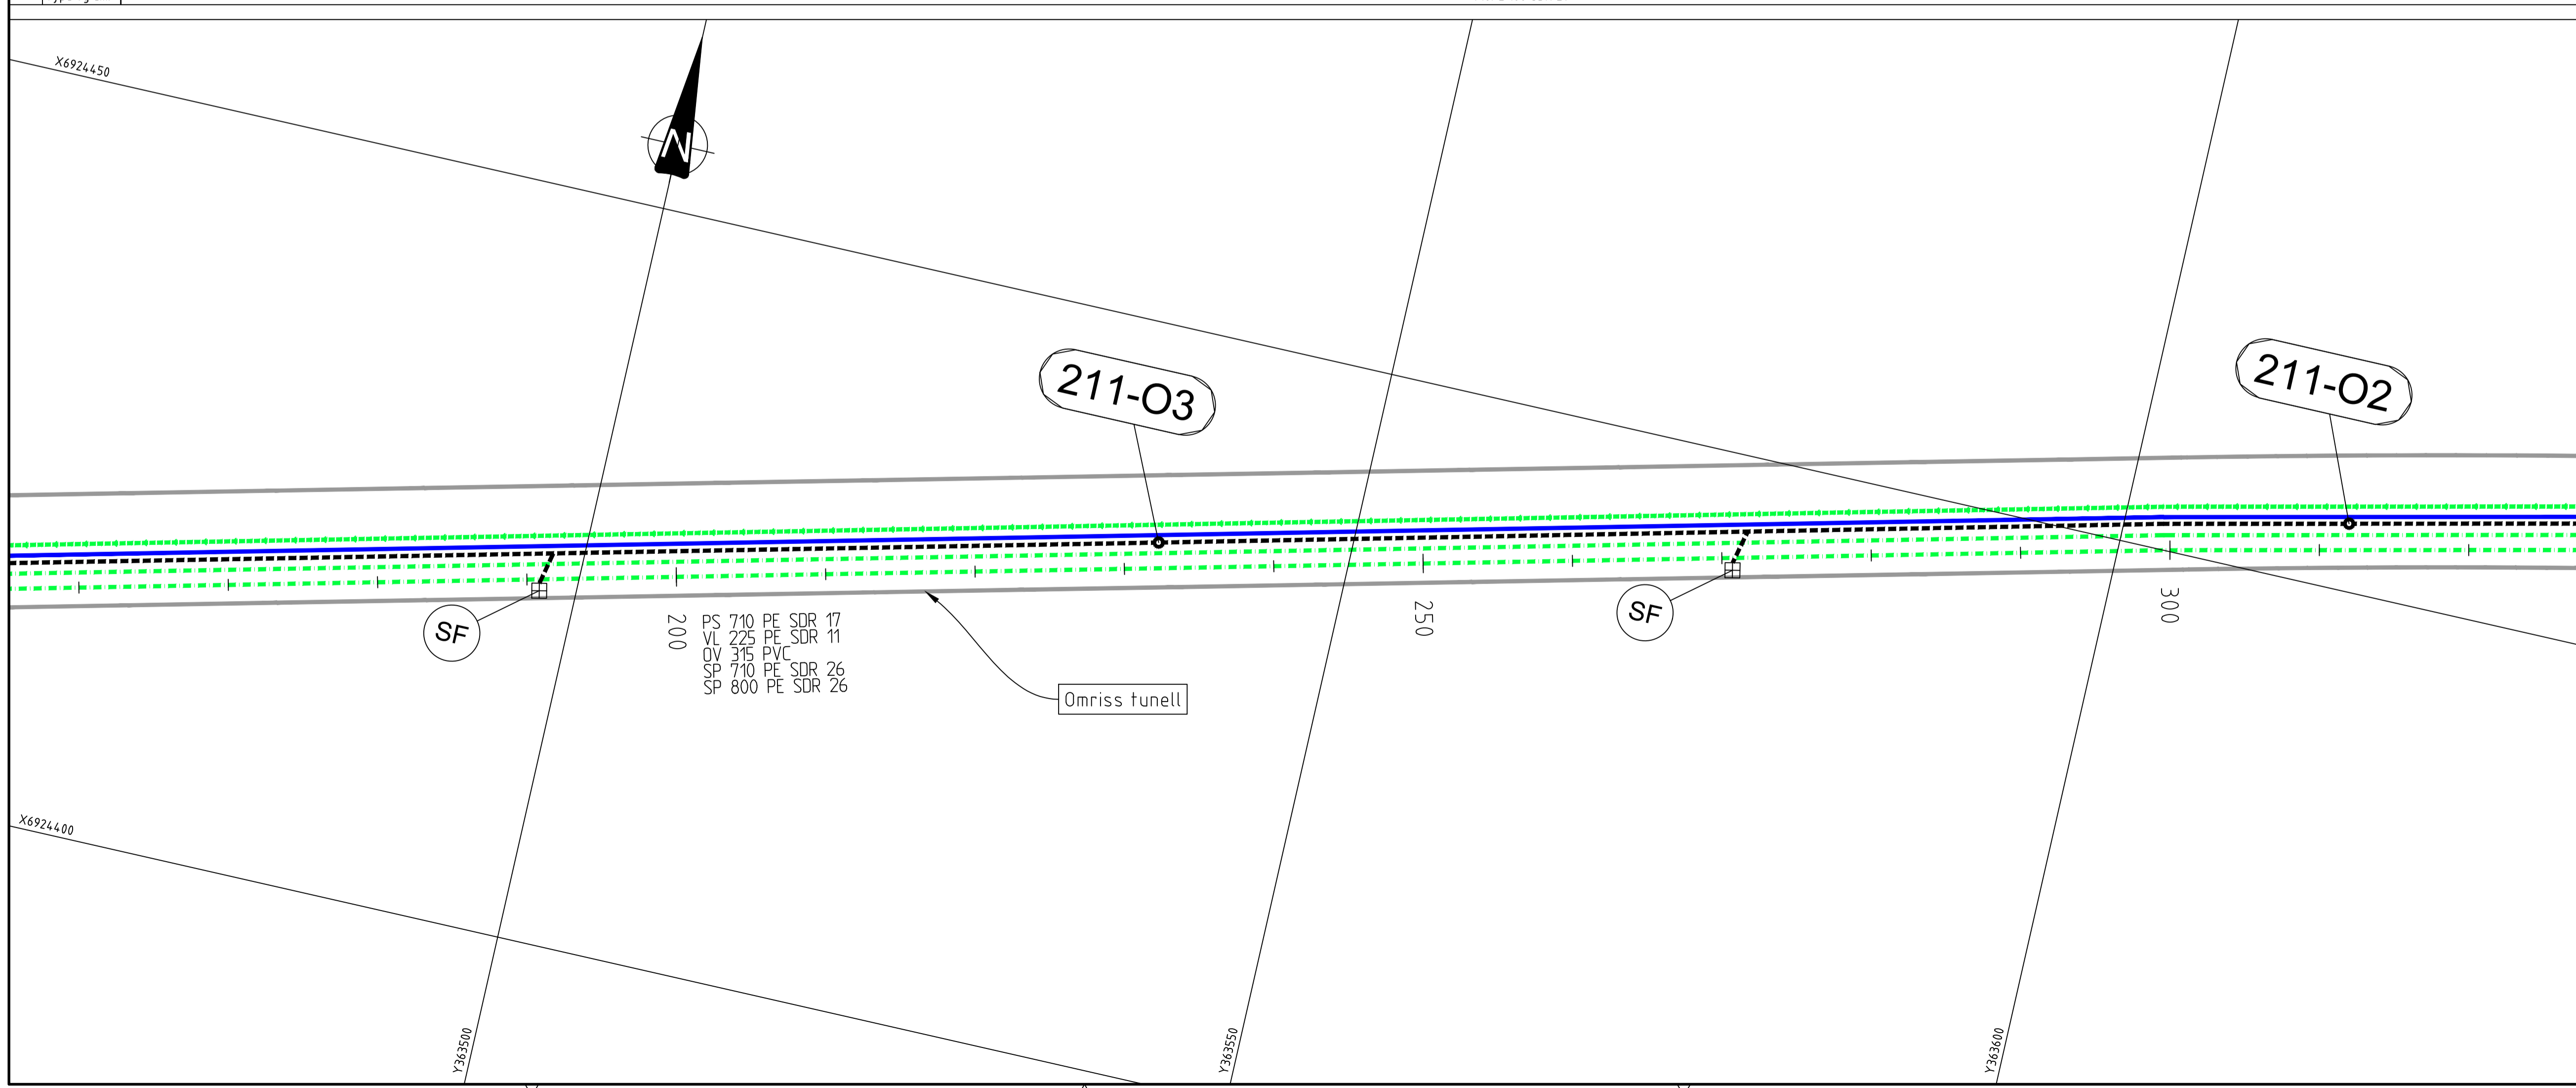 X6924450
N
211-O3
211-O2
SF
SF
200
250
300
PS 710 PE SDR 17
VL 225 PE SDR 11
OV 315 PVC
SP 710 PE SDR 26
SP 800 PE SDR 26
Omriss tunell
X6924400
Y363500
Y363550
Y363600